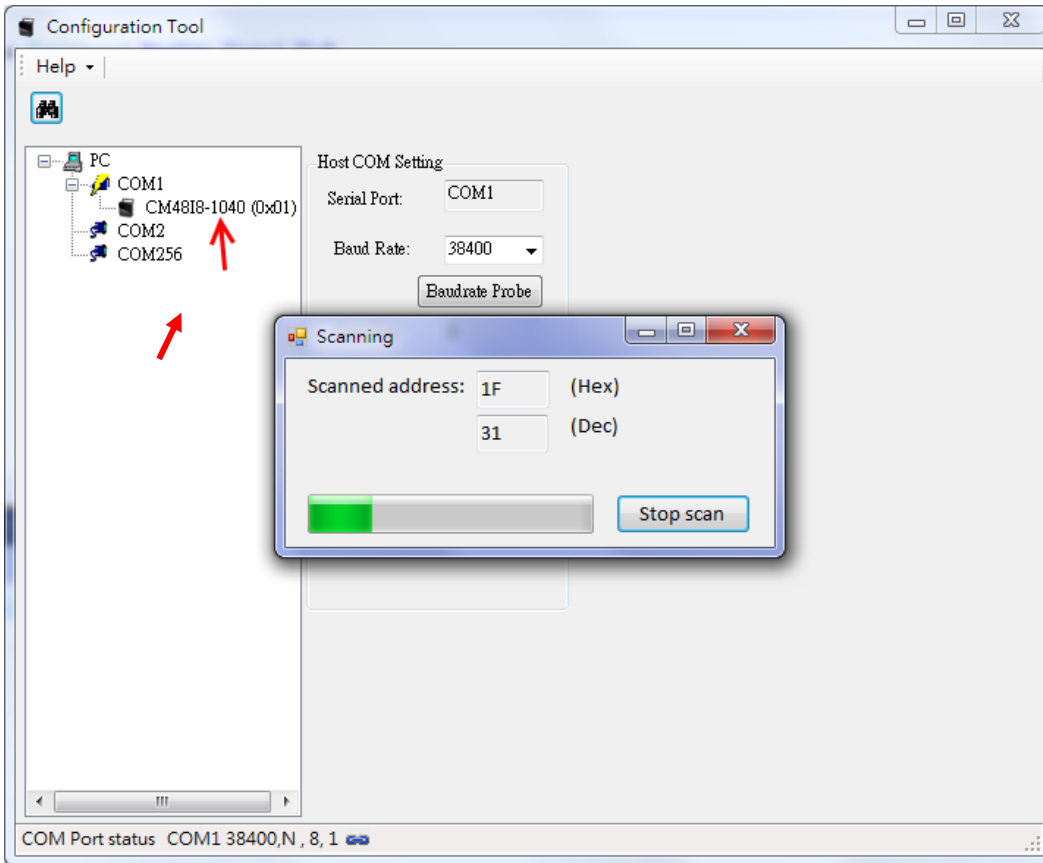 Configuration Tool
Help
PC
COM1
CM48I8-1040 (0x01)
COM2
COM256
Host COM Setting
Serial Port: COM1
Baud Rate: 38400
Baudrate Probe
Scanning
Scanned address: 1F (Hex)
31 (Dec)
Stop scan
COM Port status COM1 38400,N , 8, 1